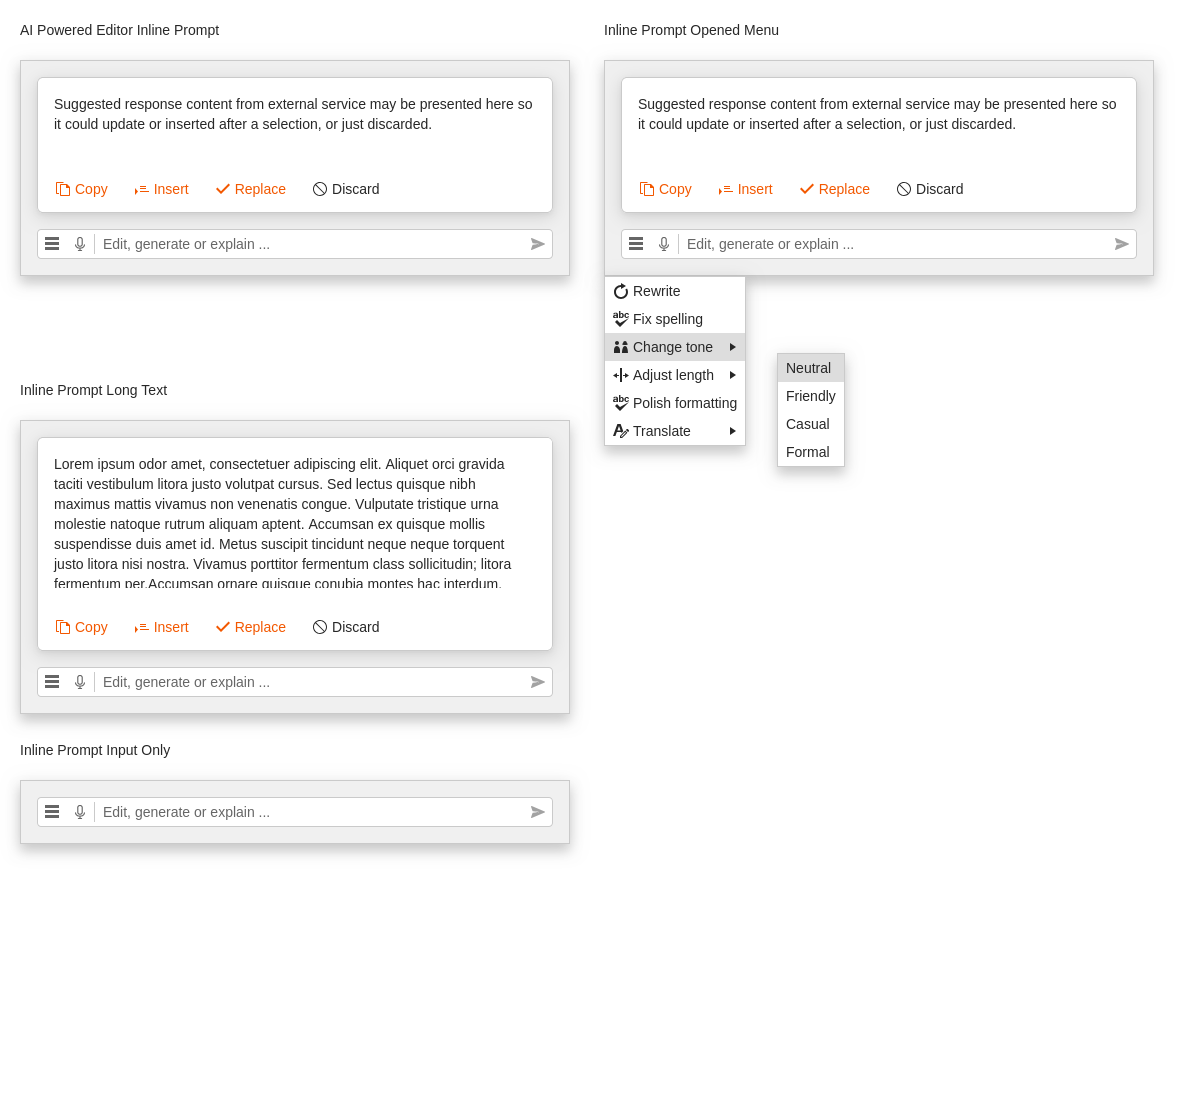 AI Powered Editor Inline Prompt
Suggested response content from external service may be presented here so
it could update or inserted after a selection, or just discarded.
Copy Insert Replace Discard
Edit, generate or explain ...
Inline Prompt Opened Menu
Suggested response content from external service may be presented here so
it could update or inserted after a selection, or just discarded.
Copy Insert Replace Discard
Edit, generate or explain ...
Rewrite
abc Fix spelling
Change tone
Adjust length
abc Polish formatting
Translate
Neutral
Friendly
Casual
Formal
Inline Prompt Long Text
Lorem ipsum odor amet, consectetuer adipiscing elit. Aliquet orci gravida
taciti vestibulum litora justo volutpat cursus. Sed lectus quisque nibh
maximus mattis vivamus non venenatis congue. Vulputate tristique urna
molestie natoque rutrum aliquam aptent. Accumsan ex quisque mollis
suspendisse duis amet id. Metus suscipit tincidunt neque neque torquent
justo litora nisi nostra. Vivamus porttitor fermentum class sollicitudin; litora
fermentum per.Accumsan ornare quisque conubia montes hac interdum.
Copy Insert Replace Discard
Edit, generate or explain ...
Inline Prompt Input Only
Edit, generate or explain ...